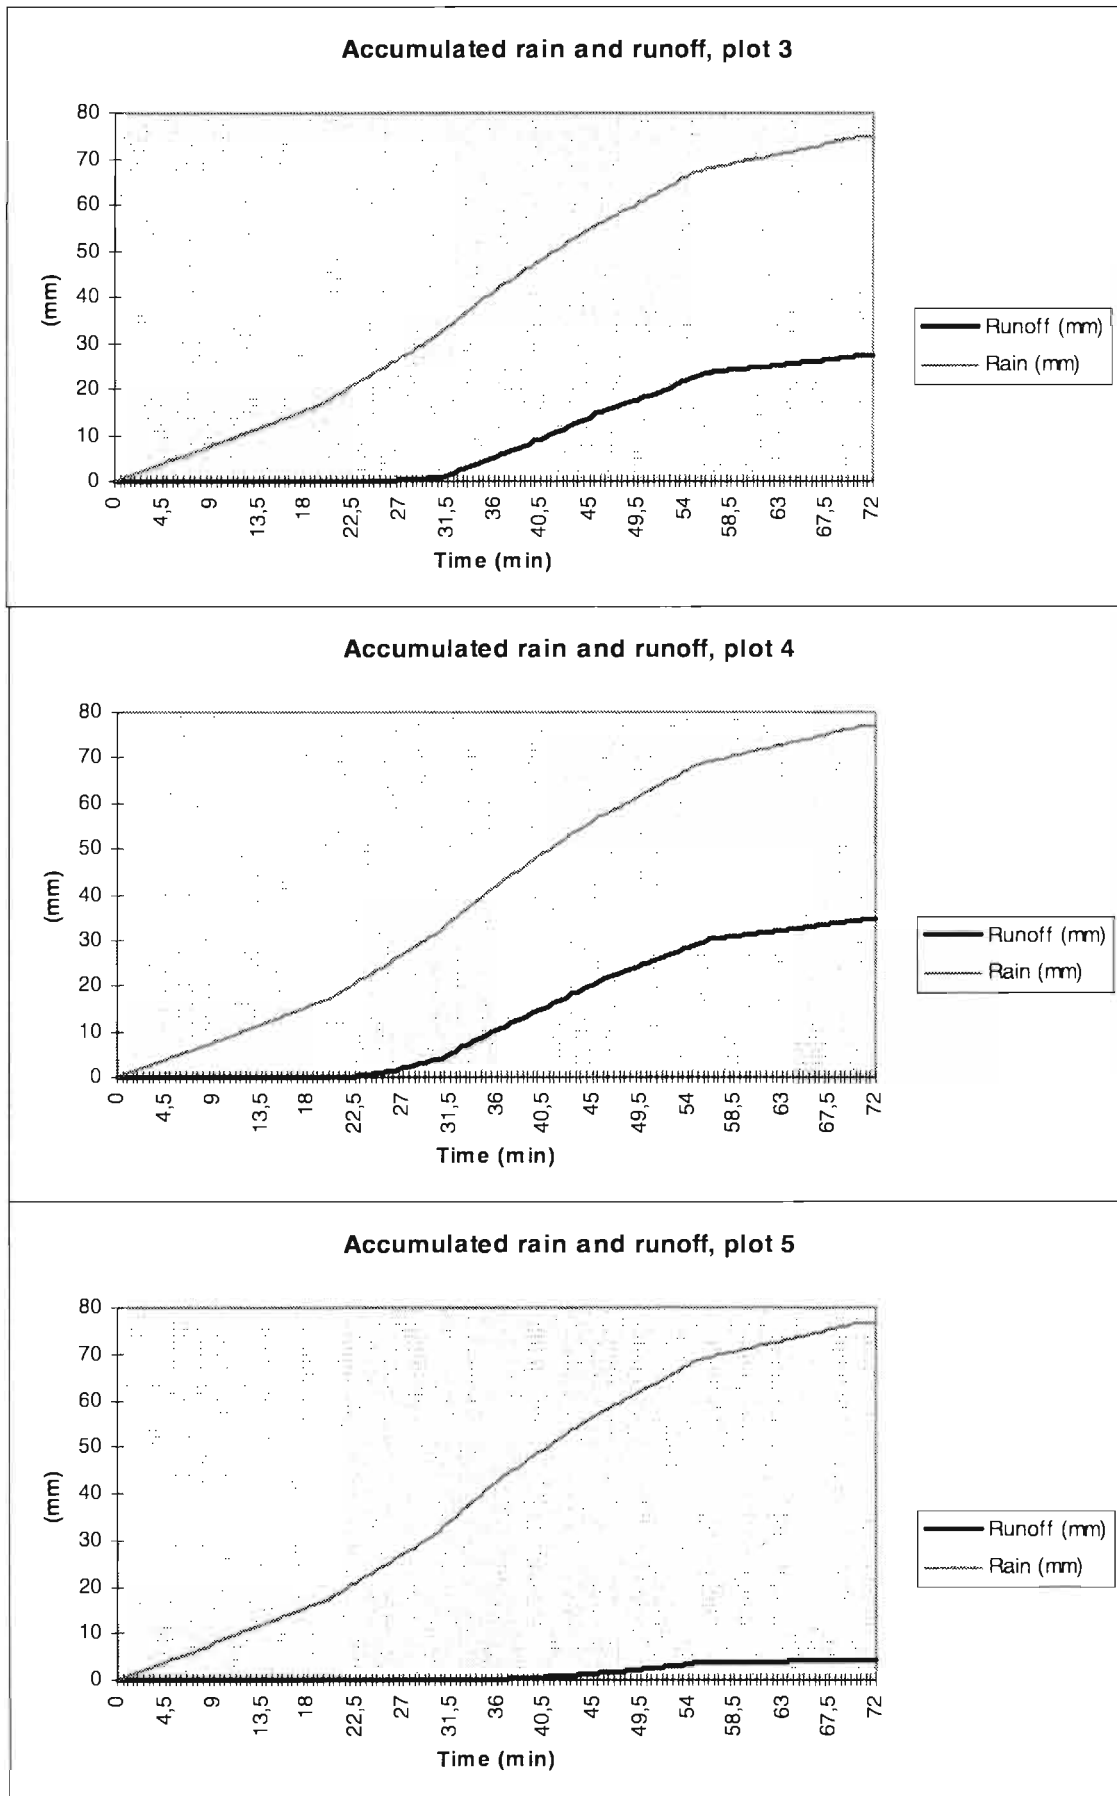 Accumulated rain and runoff, plot 3
80
70
60
50
40
30
20
10
0
(mm)
0 4,5 9 13,5 18 22,5 27 31,5 36 40,5 45 49,5 54 58,5 63 67,5 72
Time (min)
Runoff (mm)
Rain (mm)
Accumulated rain and runoff, plot 4
80
70
60
50
40
30
20
10
0
(mm)
0 4,5 9 13,5 18 22,5 27 31,5 36 40,5 45 49,5 54 58,5 63 67,5 72
Time (min)
Runoff (mm)
Rain (mm)
Accumulated rain and runoff, plot 5
80
70
60
50
40
30
20
10
0
(mm)
0 4,5 9 13,5 18 22,5 27 31,5 36 40,5 45 49,5 54 58,5 63 67,5 72
Time (min)
Runoff (mm)
Rain (mm)